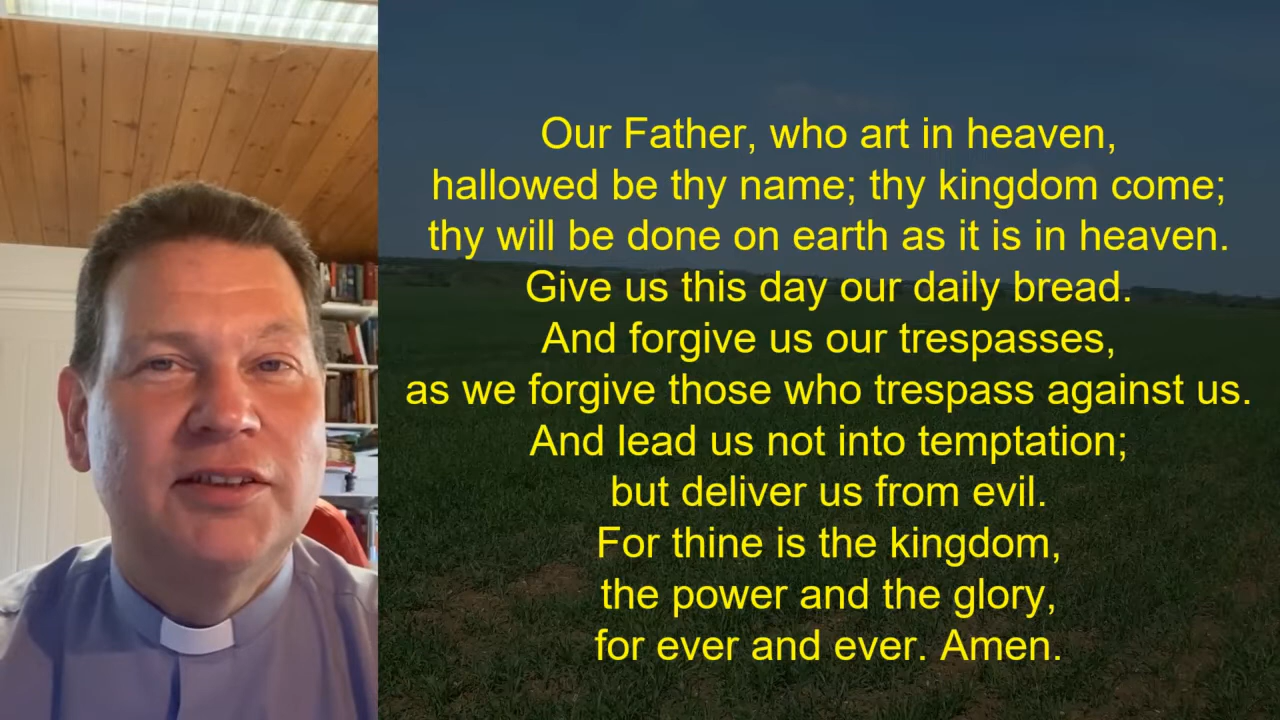 Our Father, who art in heaven,
hallowed be thy name; thy kingdom come;
thy will be done on earth as it is in heaven.
Give us this day our daily bread.
And forgive us our trespasses,
as we forgive those who trespass against us.
And lead us not into temptation;
but deliver us from evil.
For thine is the kingdom,
the power and the glory,
for ever and ever. Amen.